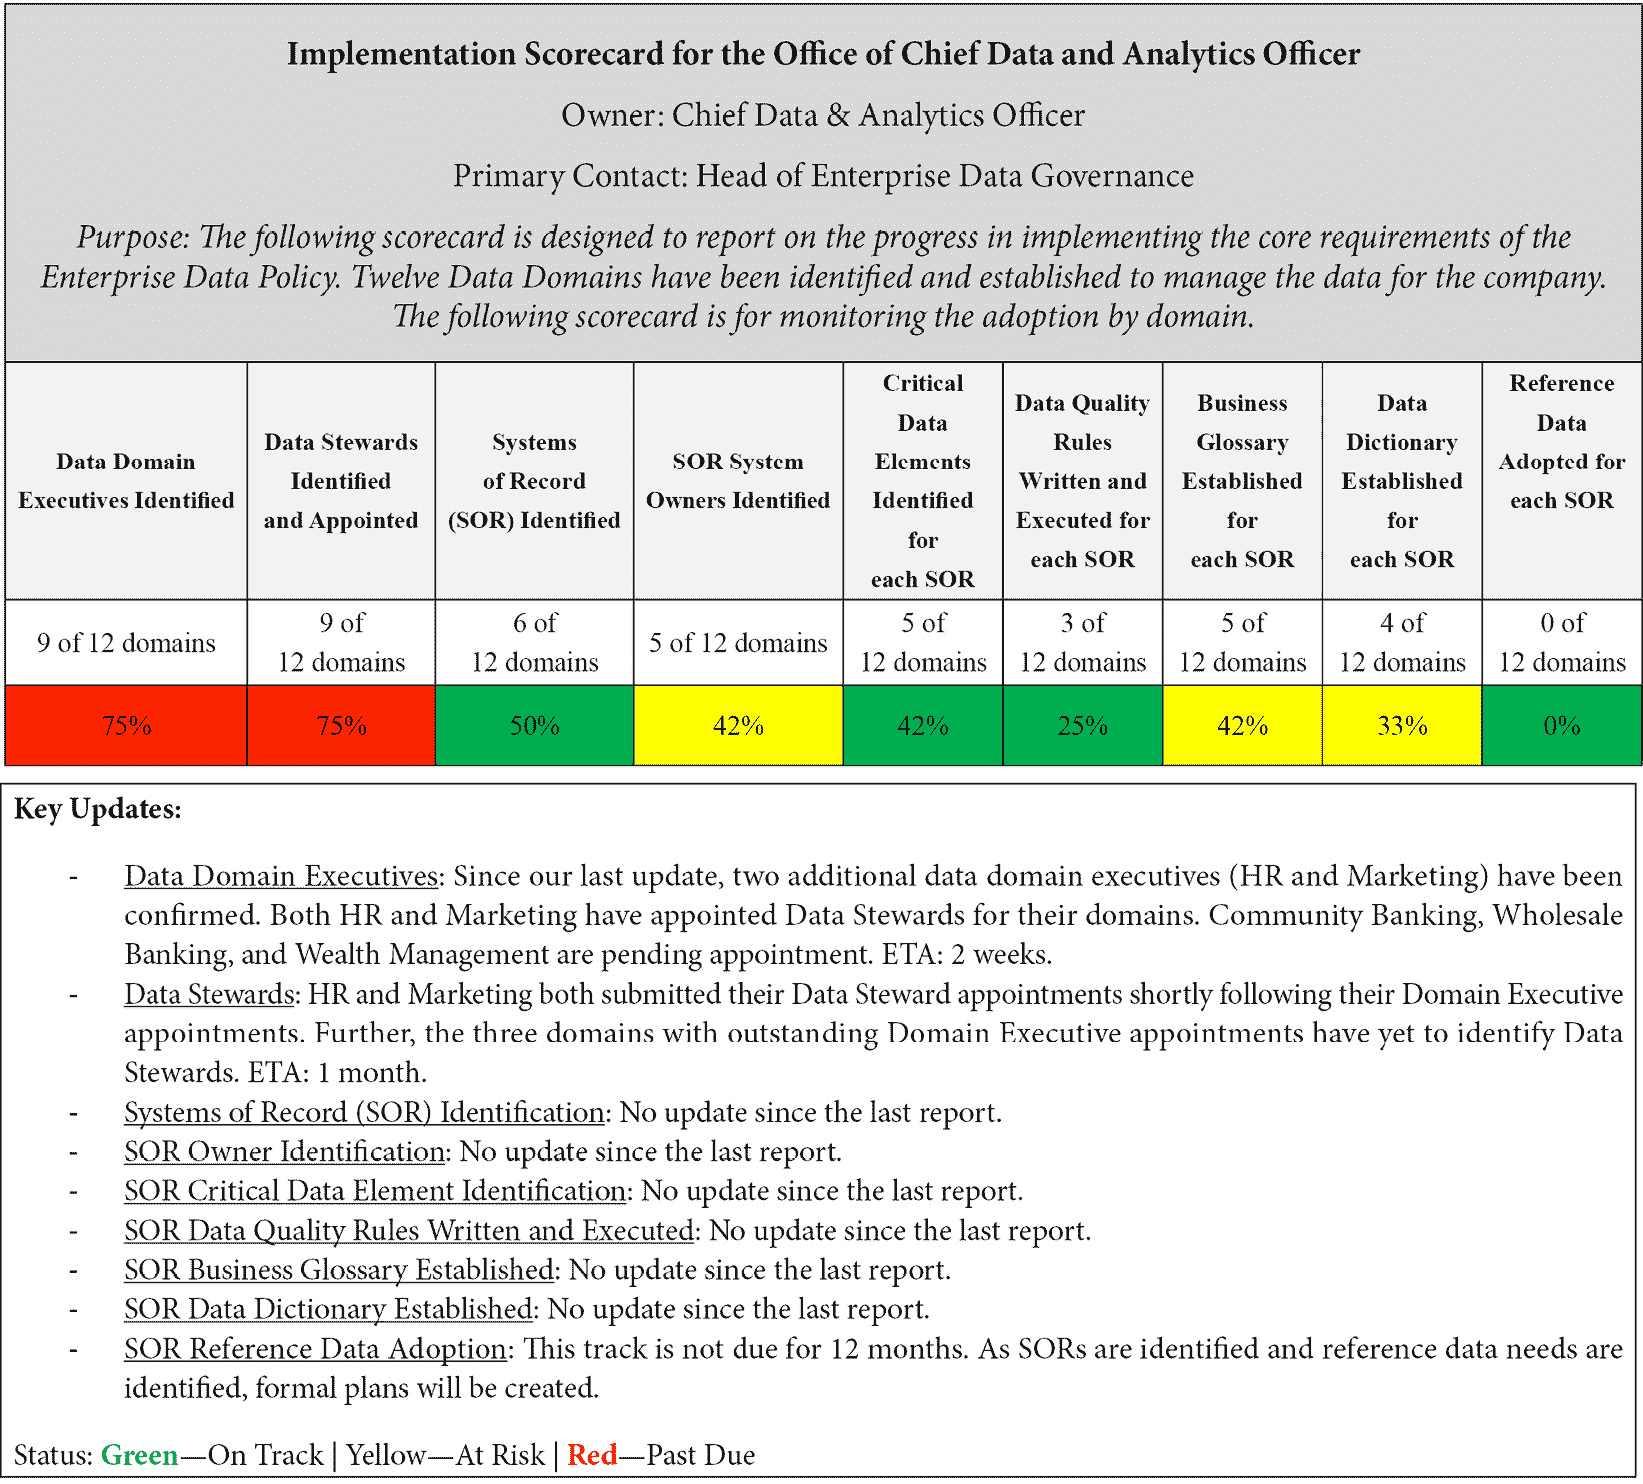 Implementation Scorecard for the Office of Chief Data and Analytics Officer
Owner: Chief Data & Analytics Officer
Primary Contact: Head of Enterprise Data Governance
Purpose: The following scorecard is designed to report on the progress in implementing the core requirements of the
Enterprise Data Policy. Twelve Data Domains have been identified and established to manage the data for the company.
The following scorecard is for monitoring the adoption by domain.
Data Domain
Executives Identified
Data Stewards
Identified
and Appointed
Systems
of Record
(SOR) Identified
SOR System
Owners Identified
Critical
Data
Elements
Identified
for
each SOR
Data Quality
Rules
Written and
Executed for
each SOR
Business
Glossary
Established
for
each SOR
Data
Dictionary
Established
for
each SOR
Reference
Data
Adopted for
each SOR
9 of 12 domains
9 of
12 domains
6 of
12 domains
5 of 12 domains
5 of
12 domains
3 of
12 domains
5 of
12 domains
4 of
12 domains
0 of
12 domains
75%
75%
50%
42%
42%
25%
42%
33%
0%
Key Updates:
- Data Domain Executives: Since our last update, two additional data domain executives (HR and Marketing) have been
confirmed. Both HR and Marketing have appointed Data Stewards for their domains. Community Banking, Wholesale
Banking, and Wealth Management are pending appointment. ETA: 2 weeks.
- Data Stewards: HR and Marketing both submitted their Data Steward appointments shortly following their Domain Executive
appointments. Further, the three domains with outstanding Domain Executive appointments have yet to identify Data
Stewards. ETA: 1 month.
- Systems of Record (SOR) Identification: No update since the last report.
- SOR Owner Identification: No update since the last report.
- SOR Critical Data Element Identification: No update since the last report.
- SOR Data Quality Rules Written and Executed: No update since the last report.
- SOR Business Glossary Established: No update since the last report.
- SOR Data Dictionary Established: No update since the last report.
- SOR Reference Data Adoption: This track is not due for 12 months. As SORs are identified and reference data needs are
identified, formal plans will be created.
Status: Green—On Track | Yellow—At Risk | Red—Past Due